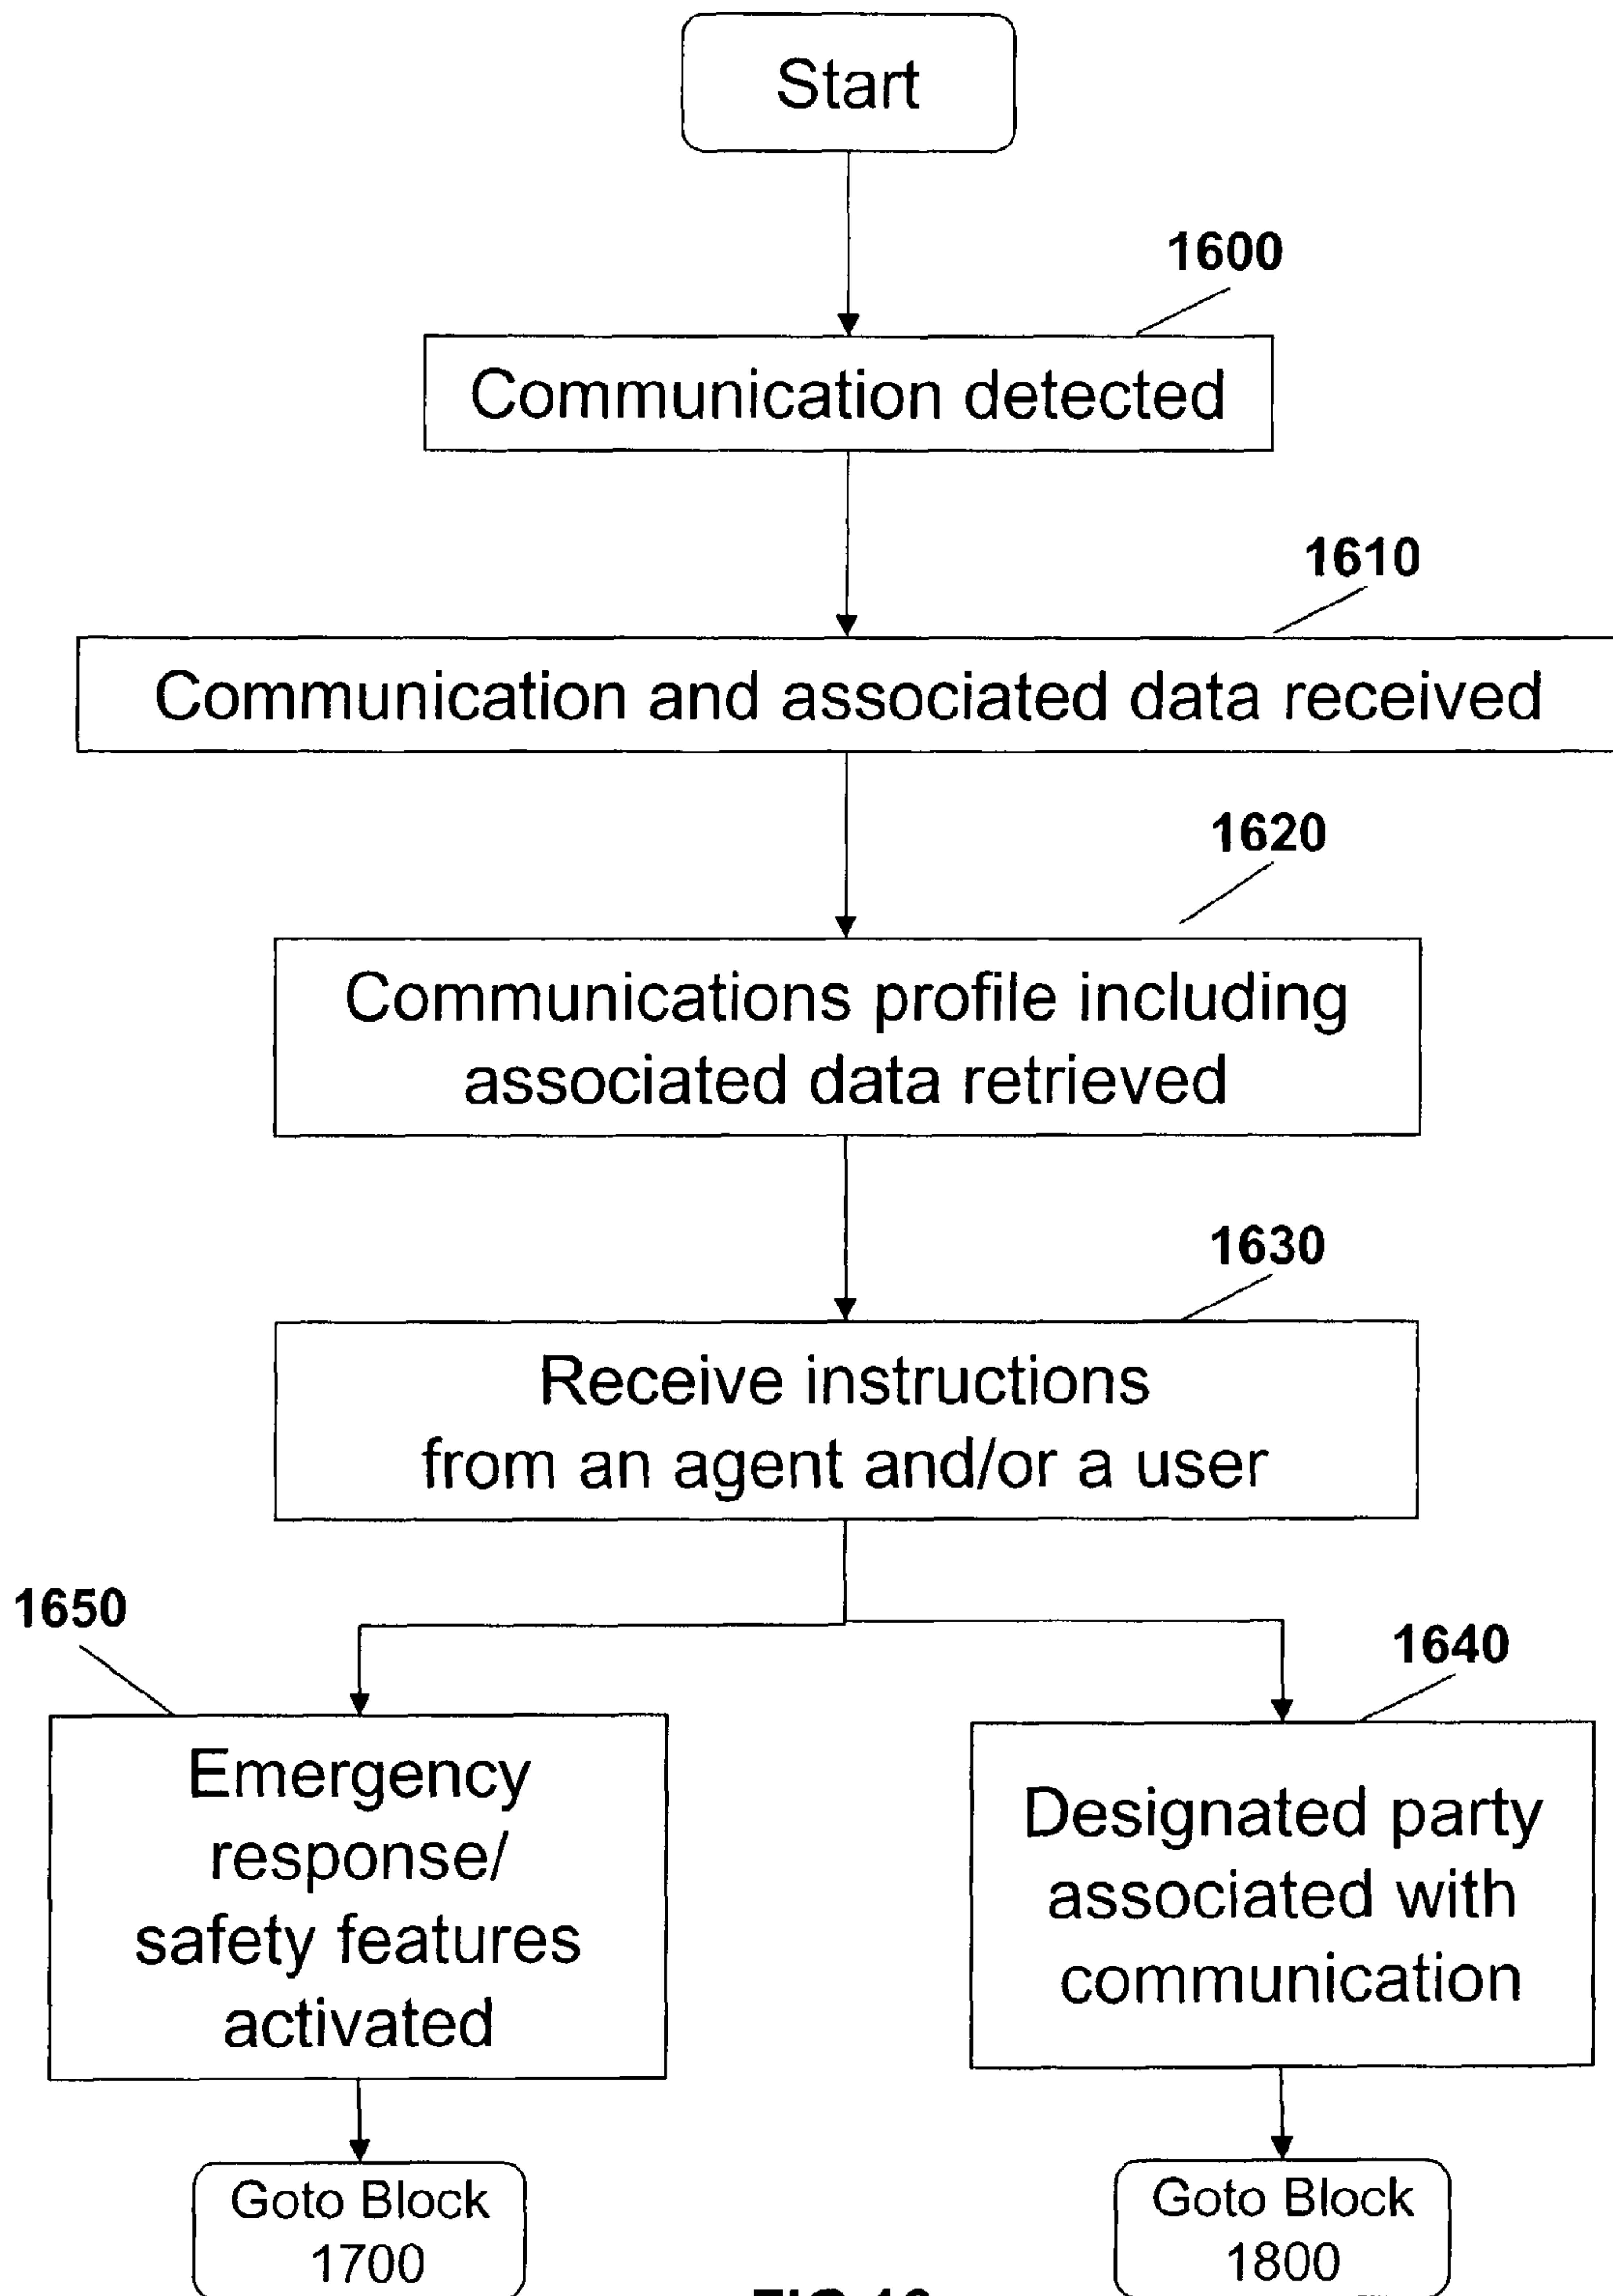 Start
1600
Communication detected
1610
Communication and associated data received
1620
Communications profile including
associated data retrieved
1630
Receive instructions
from an agent and/or a user
1650
1640
Emergency
response/
safety features
activated
Designated party
associated with
communication
Goto Block
1700
Goto Block
1800